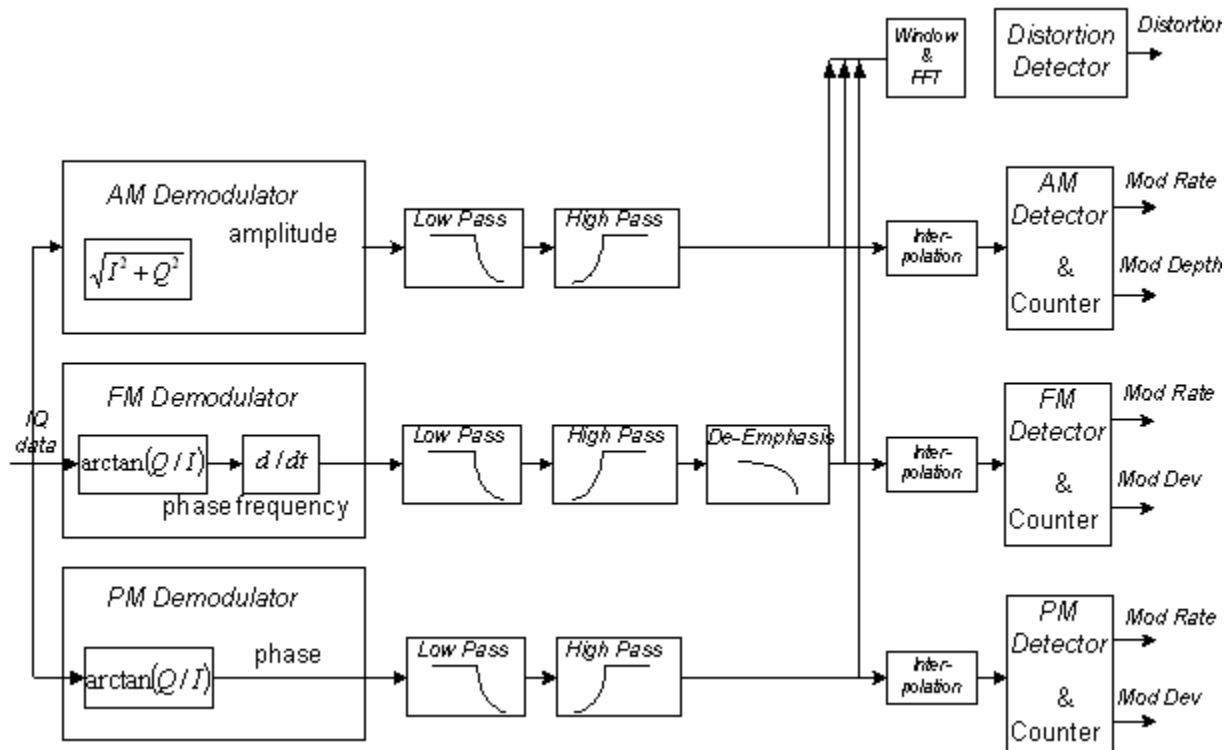 Window
&
FFT
Distortion
Detector
Distortion
AM Demodulator
amplitude
√I² + Q²
Low Pass
High Pass
Inter-
polation
AM
Detector
&
Counter
Mod Rate
Mod Depth
IQ
data
FM Demodulator
arctan(Q/I)
d/dt
phase frequency
Low Pass
High Pass
De-Emphasis
Inter-
polation
FM
Detector
&
Counter
Mod Rate
Mod Dev
PM Demodulator
arctan(Q/I)
phase
Low Pass
High Pass
Inter-
polation
PM
Detector
&
Counter
Mod Rate
Mod Dev